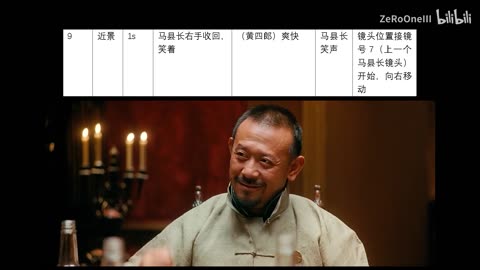 ZeRoOneIII bilibili
9 近景 1s 马县长右手收回， （黄四郎）爽快 马县长 镜头位置接镜
笑着 笑声 号 7（上一个
马县长镜头）
开始，向右移
动